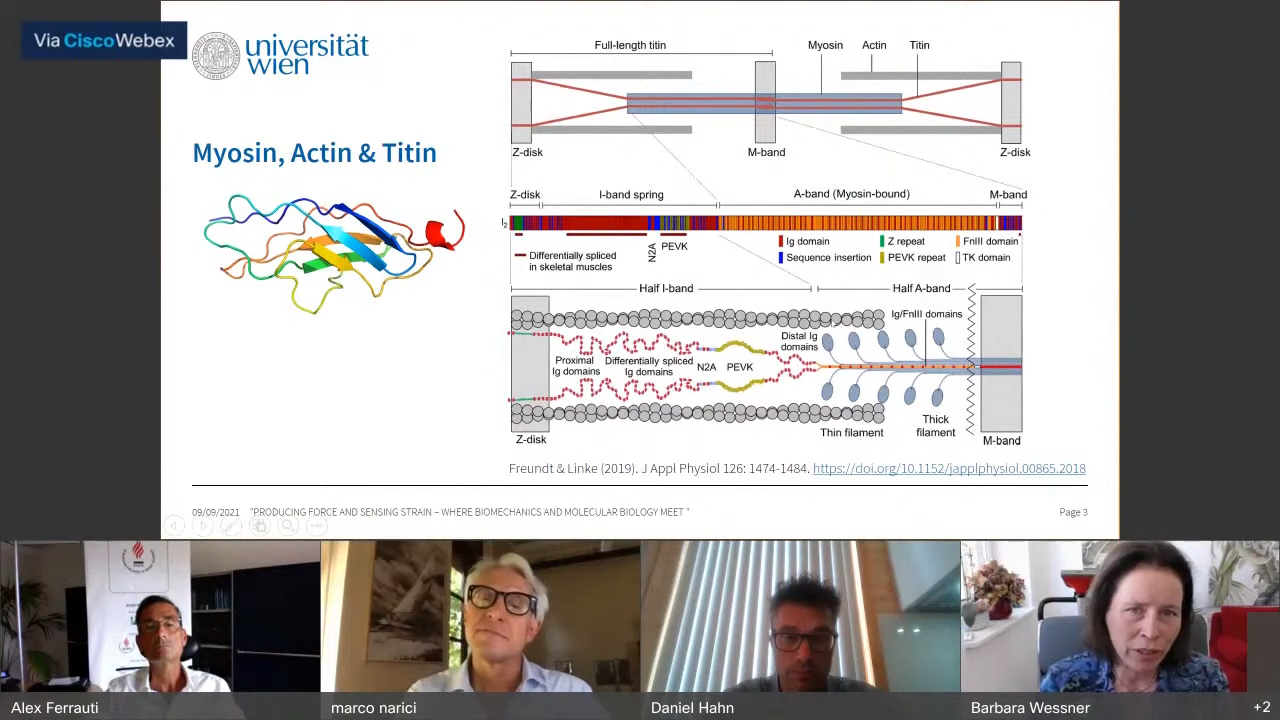 Via Cisco Webex
universität
wien
Myosin, Actin & Titin
Full-length titin
Myosin
Actin
Titin
Z-disk
M-band
Z-disk
Z-disk
I-band spring
A-band (Myosin-bound)
M-band
I₂
N2A
PEVK
Differentially spliced
in skeletal muscles
Ig domain
Z repeat
FnIII domain
Sequence insertion
PEVK repeat
TK domain
Half I-band
Half A-band
Ig/FnIII domains
Distal Ig
domains
Proximal
Ig domains
Differentially spliced
Ig domains
N2A
PEVK
Z-disk
Thin filament
Thick
filament
M-band
Freundt & Linke (2019). J Appl Physiol 126: 1474-1484. https://doi.org/10.1152/japplphysiol.00865.2018
09/09/2021 "PRODUCING FORCE AND SENSING STRAIN – WHERE BIOMECHANICS AND MOLECULAR BIOLOGY MEET " Page 3
Alex Ferrauti
marco narici
Daniel Hahn
Barbara Wessner
+2